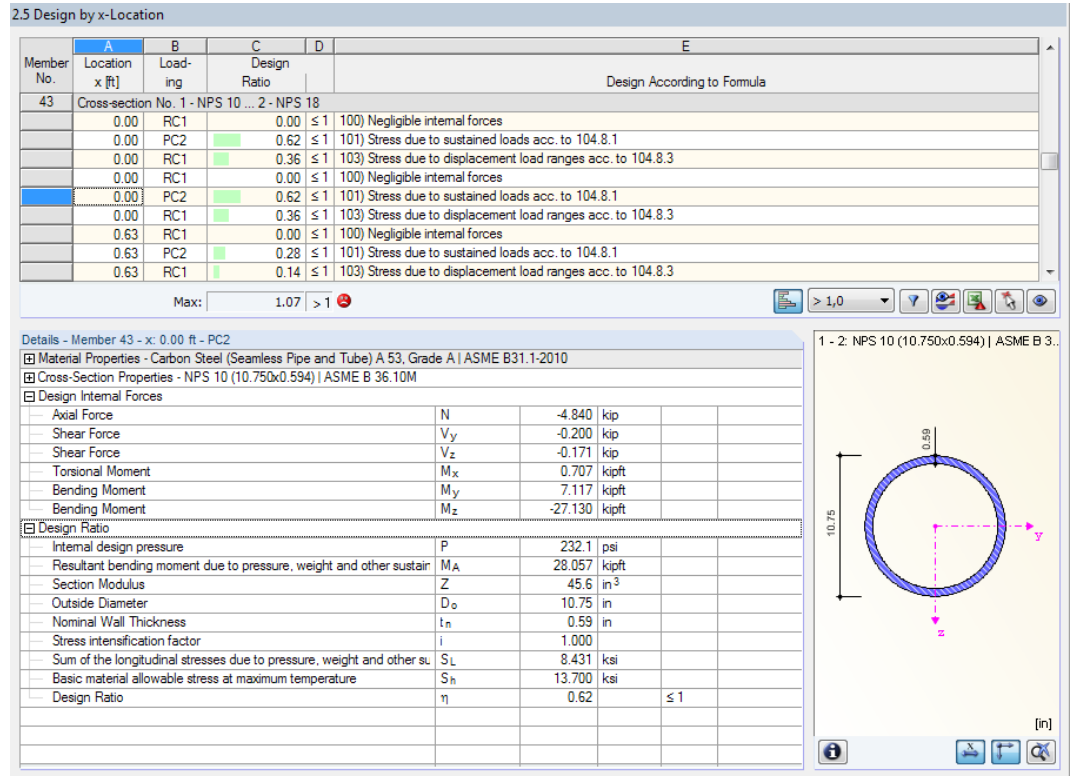 2.5 Design by x-Location
A B C D E
Member Location Load- Design
No. x [ft] ing Ratio Design According to Formula
43 Cross-section No. 1 - NPS 10 ... 2 - NPS 18
0.00 RC1 0.00 ≤ 1 100) Negligible internal forces
0.00 PC2 0.62 ≤ 1 101) Stress due to sustained loads acc. to 104.8.1
0.00 RC1 0.36 ≤ 1 103) Stress due to displacement load ranges acc. to 104.8.3
0.00 RC1 0.00 ≤ 1 100) Negligible internal forces
0.00 PC2 0.62 ≤ 1 101) Stress due to sustained loads acc. to 104.8.1
0.00 RC1 0.36 ≤ 1 103) Stress due to displacement load ranges acc. to 104.8.3
0.63 RC1 0.00 ≤ 1 100) Negligible internal forces
0.63 PC2 0.28 ≤ 1 101) Stress due to sustained loads acc. to 104.8.1
0.63 RC1 0.14 ≤ 1 103) Stress due to displacement load ranges acc. to 104.8.3
Max: 1.07 > 1 > 1,0
Details - Member 43 - x: 0.00 ft - PC2
Material Properties - Carbon Steel (Seamless Pipe and Tube) A 53, Grade A | ASME B31.1-2010
Cross-Section Properties - NPS 10 (10.750x0.594) | ASME B 36.10M
Design Internal Forces
Axial Force N -4.840 kip
Shear Force Vy -0.200 kip
Shear Force Vz -0.171 kip
Torsional Moment Mx 0.707 kipft
Bending Moment My 7.117 kipft
Bending Moment Mz -27.130 kipft
Design Ratio
Internal design pressure P 232.1 psi
Resultant bending moment due to pressure, weight and other sustain MA 28.057 kipft
Section Modulus Z 45.6 in³
Outside Diameter Do 10.75 in
Nominal Wall Thickness tn 0.59 in
Stress intensification factor i 1.000
Sum of the longitudinal stresses due to pressure, weight and other su SL 8.431 ksi
Basic material allowable stress at maximum temperature Sh 13.700 ksi
Design Ratio η 0.62 ≤ 1
1 - 2: NPS 10 (10.750x0.594) | ASME B 3..
0.59
10.75
y
z
[in]
x